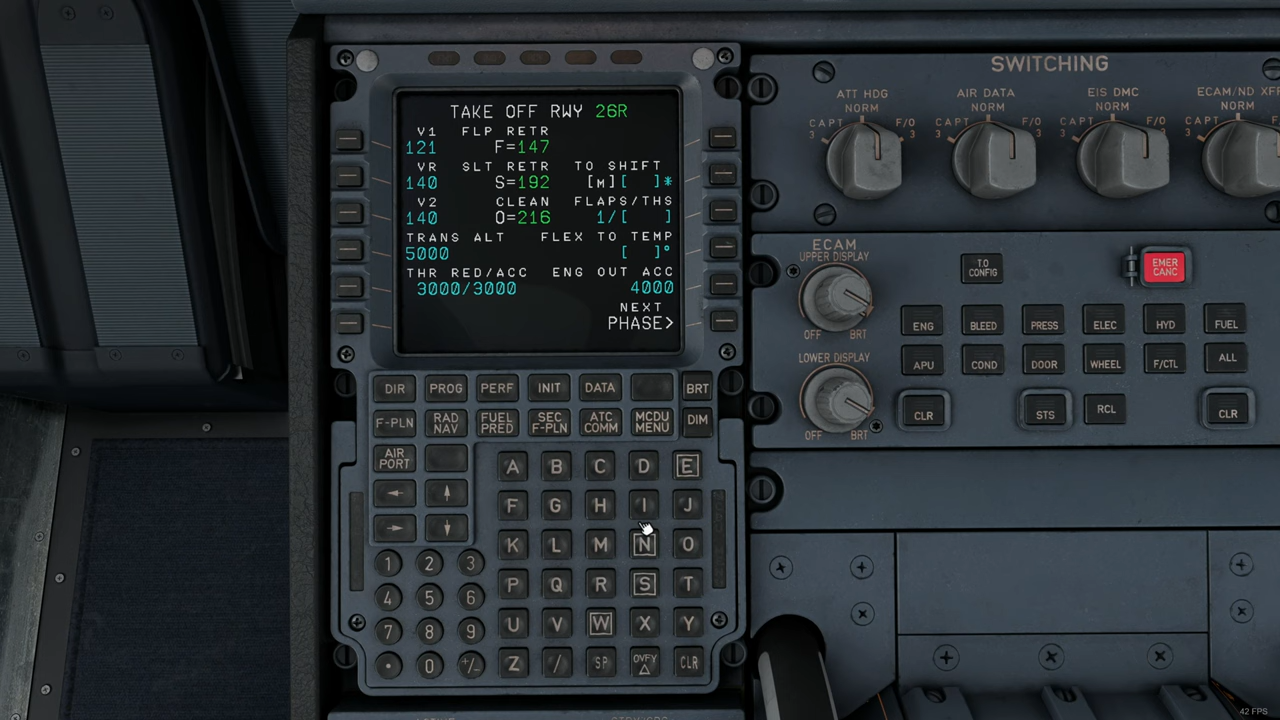 TAKE OFF RWY 26R
V1 FLP RETR
121 F=147
VR SLT RETR TO SHIFT
140 S=192 [M][ ]*
V2 CLEAN FLAPS/THS
140 O=216 1/[ ]
TRANS ALT FLEX TO TEMP
5000 [ ]°
THR RED/ACC ENG OUT ACC
3000/3000 4000
NEXT
PHASE>
DIR PROG PERF INIT DATA BRT
F-PLN RAD NAV FUEL PRED SEC F-PLN ATC COMM MCDU MENU DIM
AIR PORT
← ↑
→ ↓
A B C D E
F G H I J
K L M N O
P Q R S T
U V W X Y
Z / SP OVFY △ CLR
1 2 3
4 5 6
7 8 9
• 0 +/-
SWITCHING
ATT HDG AIR DATA EIS DMC ECAM/ND XFR
NORM NORM NORM NORM
CAPT 3 F/O 3 CAPT 3 F/O 3 CAPT 3 F/O 3 CAPT
ECAM
UPPER DISPLAY
OFF BRT
LOWER DISPLAY
OFF BRT
T.O CONFIG
EMER CANC
ENG BLEED PRESS ELEC HYD FUEL
APU COND DOOR WHEEL F/CTL ALL
CLR STS RCL CLR
42 FPS